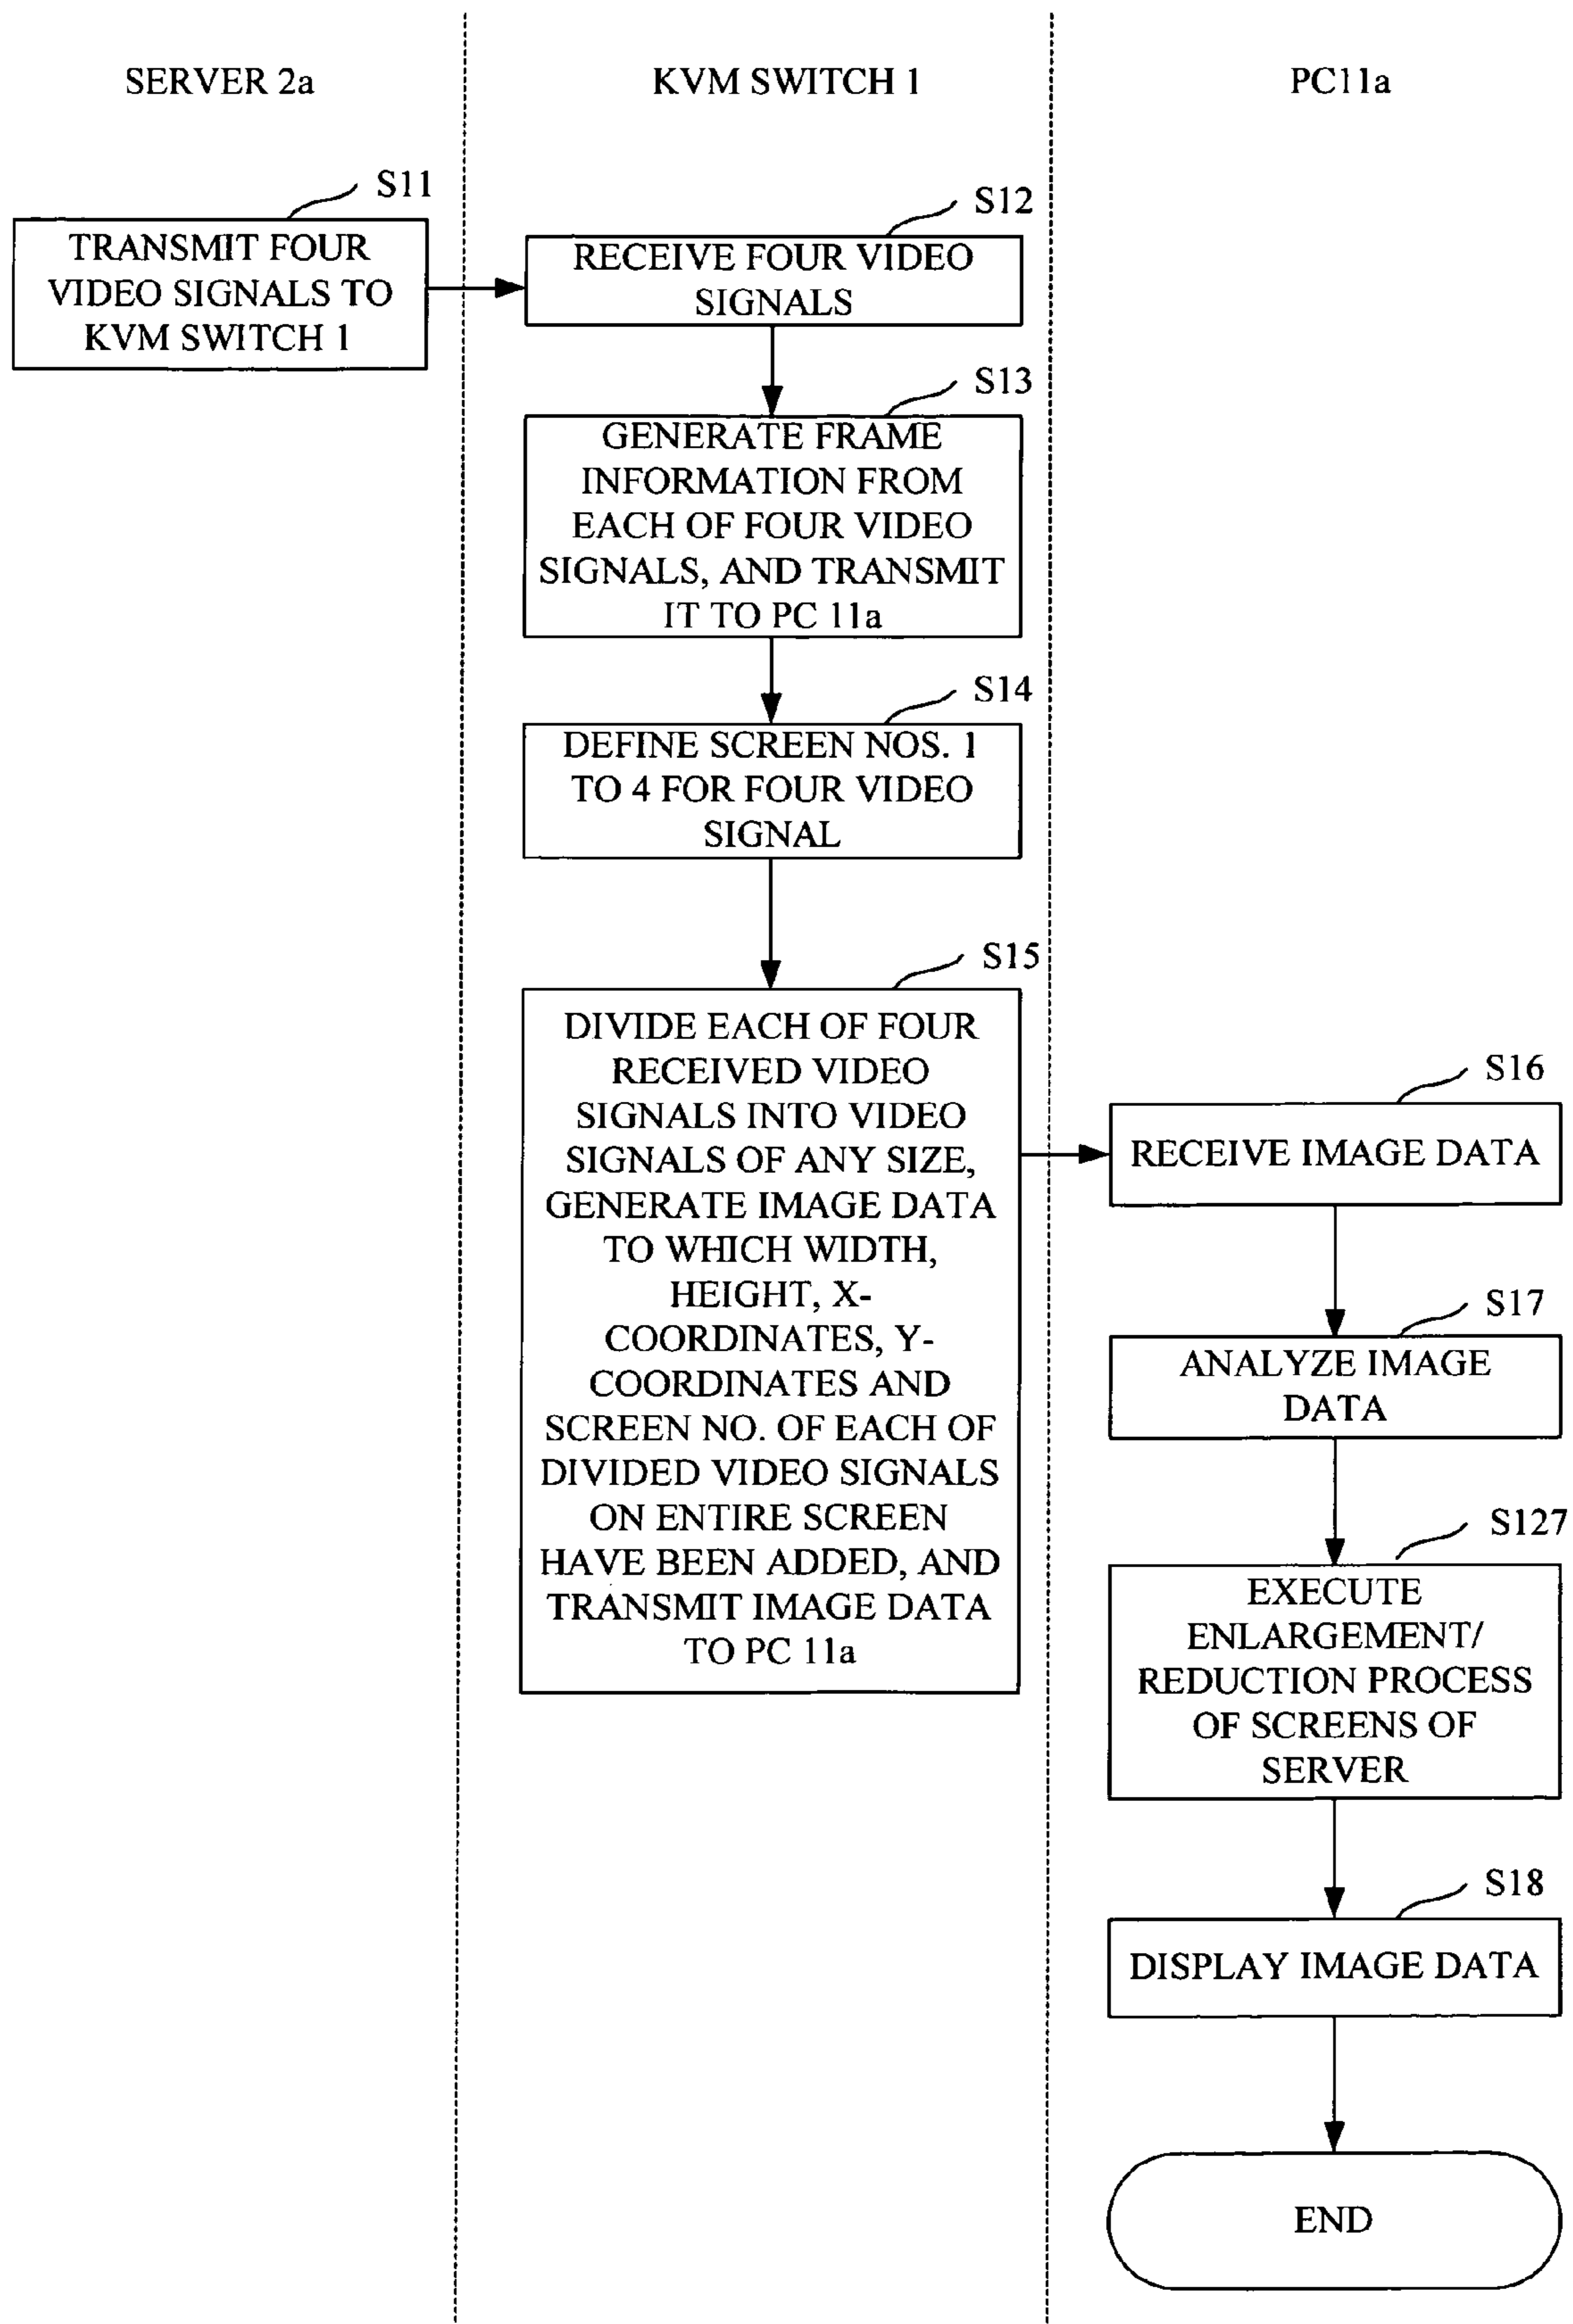 SERVER 2a
KVM SWITCH 1
PC11a
S11
TRANSMIT FOUR
VIDEO SIGNALS TO
KVM SWITCH 1
S12
RECEIVE FOUR VIDEO
SIGNALS
S13
GENERATE FRAME
INFORMATION FROM
EACH OF FOUR VIDEO
SIGNALS, AND TRANSMIT
IT TO PC 11a
S14
DEFINE SCREEN NOS. 1
TO 4 FOR FOUR VIDEO
SIGNAL
S15
DIVIDE EACH OF FOUR
RECEIVED VIDEO
SIGNALS INTO VIDEO
SIGNALS OF ANY SIZE,
GENERATE IMAGE DATA
TO WHICH WIDTH,
HEIGHT, X-
COORDINATES, Y-
COORDINATES AND
SCREEN NO. OF EACH OF
DIVIDED VIDEO SIGNALS
ON ENTIRE SCREEN
HAVE BEEN ADDED, AND
TRANSMIT IMAGE DATA
TO PC 11a
S16
RECEIVE IMAGE DATA
S17
ANALYZE IMAGE
DATA
S127
EXECUTE
ENLARGEMENT/
REDUCTION PROCESS
OF SCREENS OF
SERVER
S18
DISPLAY IMAGE DATA
END